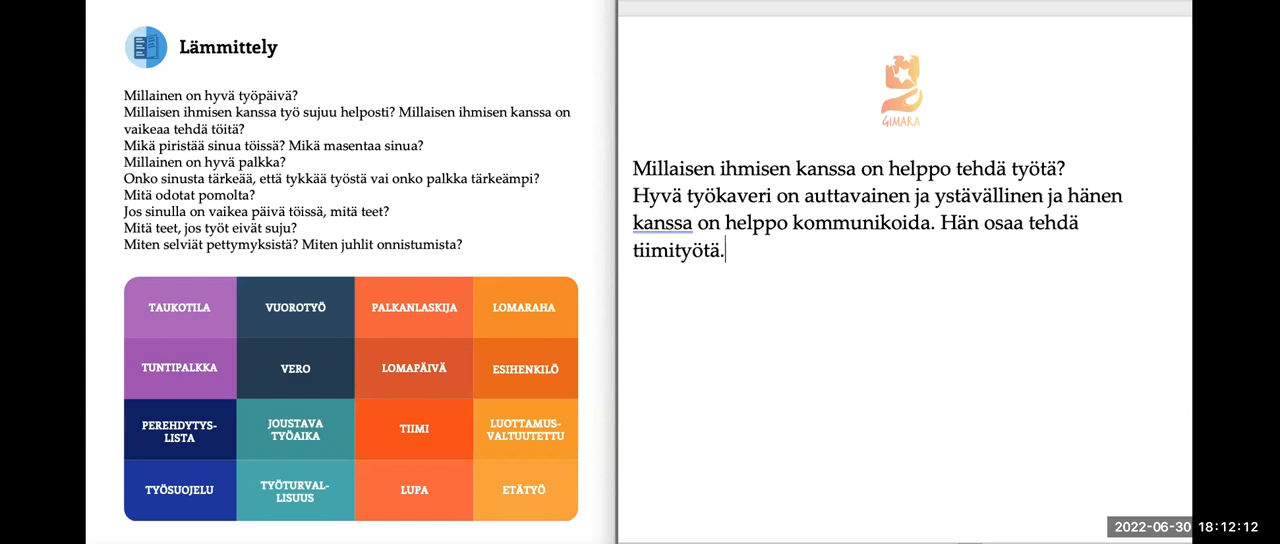 Lämmittely
Millainen on hyvä työpäivä?
Millaisen ihmisen kanssa työ sujuu helposti? Millaisen ihmisen kanssa on
vaikeaa tehdä töitä?
Mikä piristää sinua töissä? Mikä masentaa sinua?
Millainen on hyvä palkka?
Onko sinusta tärkeää, että tykkää työstä vai onko palkka tärkeämpi?
Mitä odotat pomolta?
Jos sinulla on vaikea päivä töissä, mitä teet?
Mitä teet, jos työt eivät suju?
Miten selviät pettymyksistä? Miten juhlit onnistumista?
TAUKOTILA
VUOROTYÖ
PALKANLASKIJA
LOMARAHA
TUNTIPALKKA
VERO
LOMAPÄIVÄ
ESIHENKILÖ
PEREHDYTYS-
LISTA
JOUSTAVA
TYÖAIKA
TIIMI
LUOTTAMUS-
VALTUUTETTU
TYÖSUOJELU
TYÖTURVAL-
LISUUS
LUPA
ETÄTYÖ
GIMARA
Millaisen ihmisen kanssa on helppo tehdä työtä?
Hyvä työkaveri on auttavainen ja ystävällinen ja hänen
kanssa on helppo kommunikoida. Hän osaa tehdä
tiimityötä.
2022-06-30 18:12:12